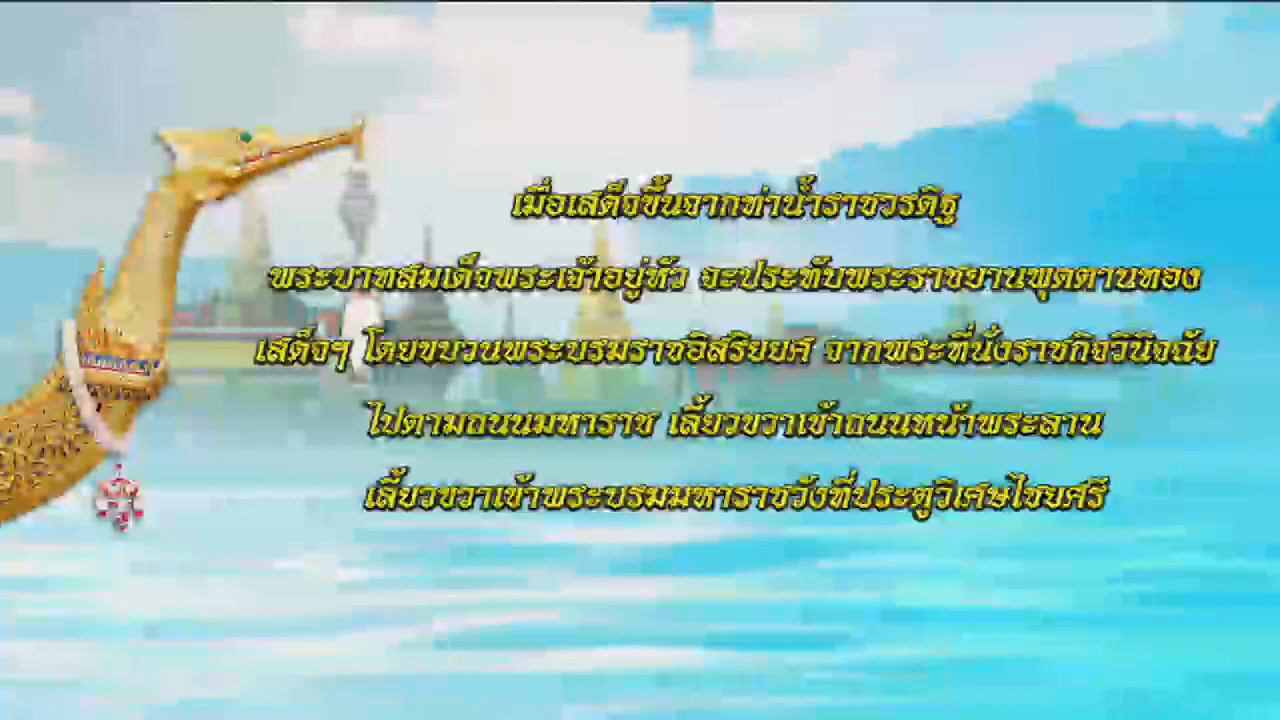 เมื่อเสด็จขึ้นจากท่าน้ำราชวรดิฐ
พระบาทสมเด็จพระเจ้าอยู่หัว จะประทับพระราชยานพุดตานทอง
เสด็จฯ โดยขบวนพระบรมราชอิสริยยศ จากพระที่นั่งราชกิจวินิจฉัย
ไปตามถนนมหาราช เลี้ยวขวาเข้าถนนหน้าพระลาน
เลี้ยวขวาเข้าพระบรมมหาราชวังที่ประตูวิเศษไชยศรี